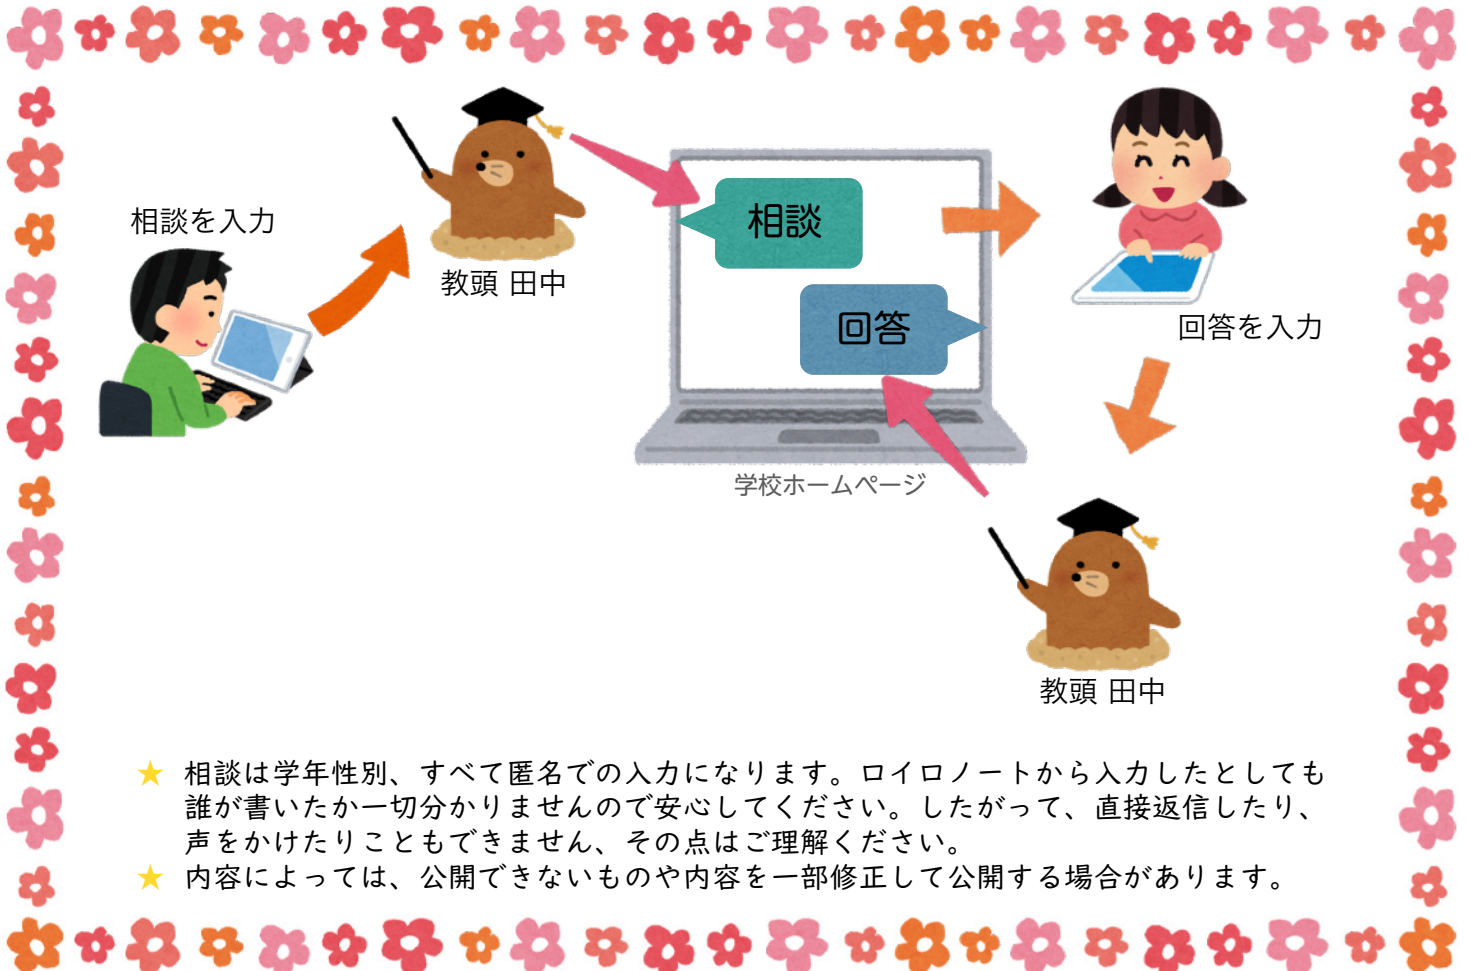 相談を入力
教頭 田中
相談
回答
学校ホームページ
回答を入力
教頭 田中
★ 相談は学年性別、すべて匿名での入力になります。ロイロノートから入力したとしても
誰が書いたか一切分かりませんので安心してください。したがって、直接返信したり、
声をかけたりこともできません、その点はご理解ください。
★ 内容によっては、公開できないものや内容を一部修正して公開する場合があります。